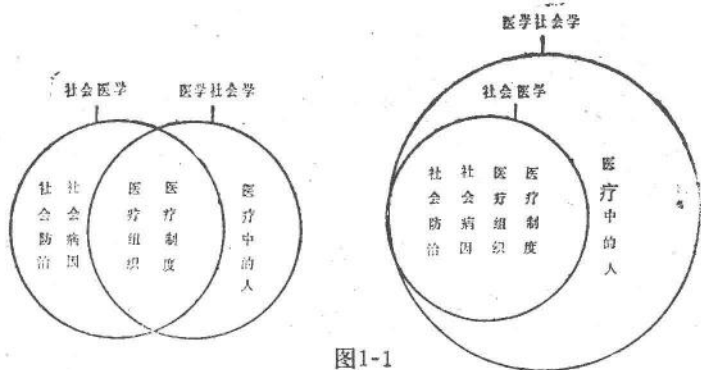 社会医学
医学社会学
社会防治
社会病因
医疗组织
医疗制度
医疗中的人
医学社会学
社会医学
社会防治
社会病因
医疗组织
医疗制度
医疗中的人
图1-1